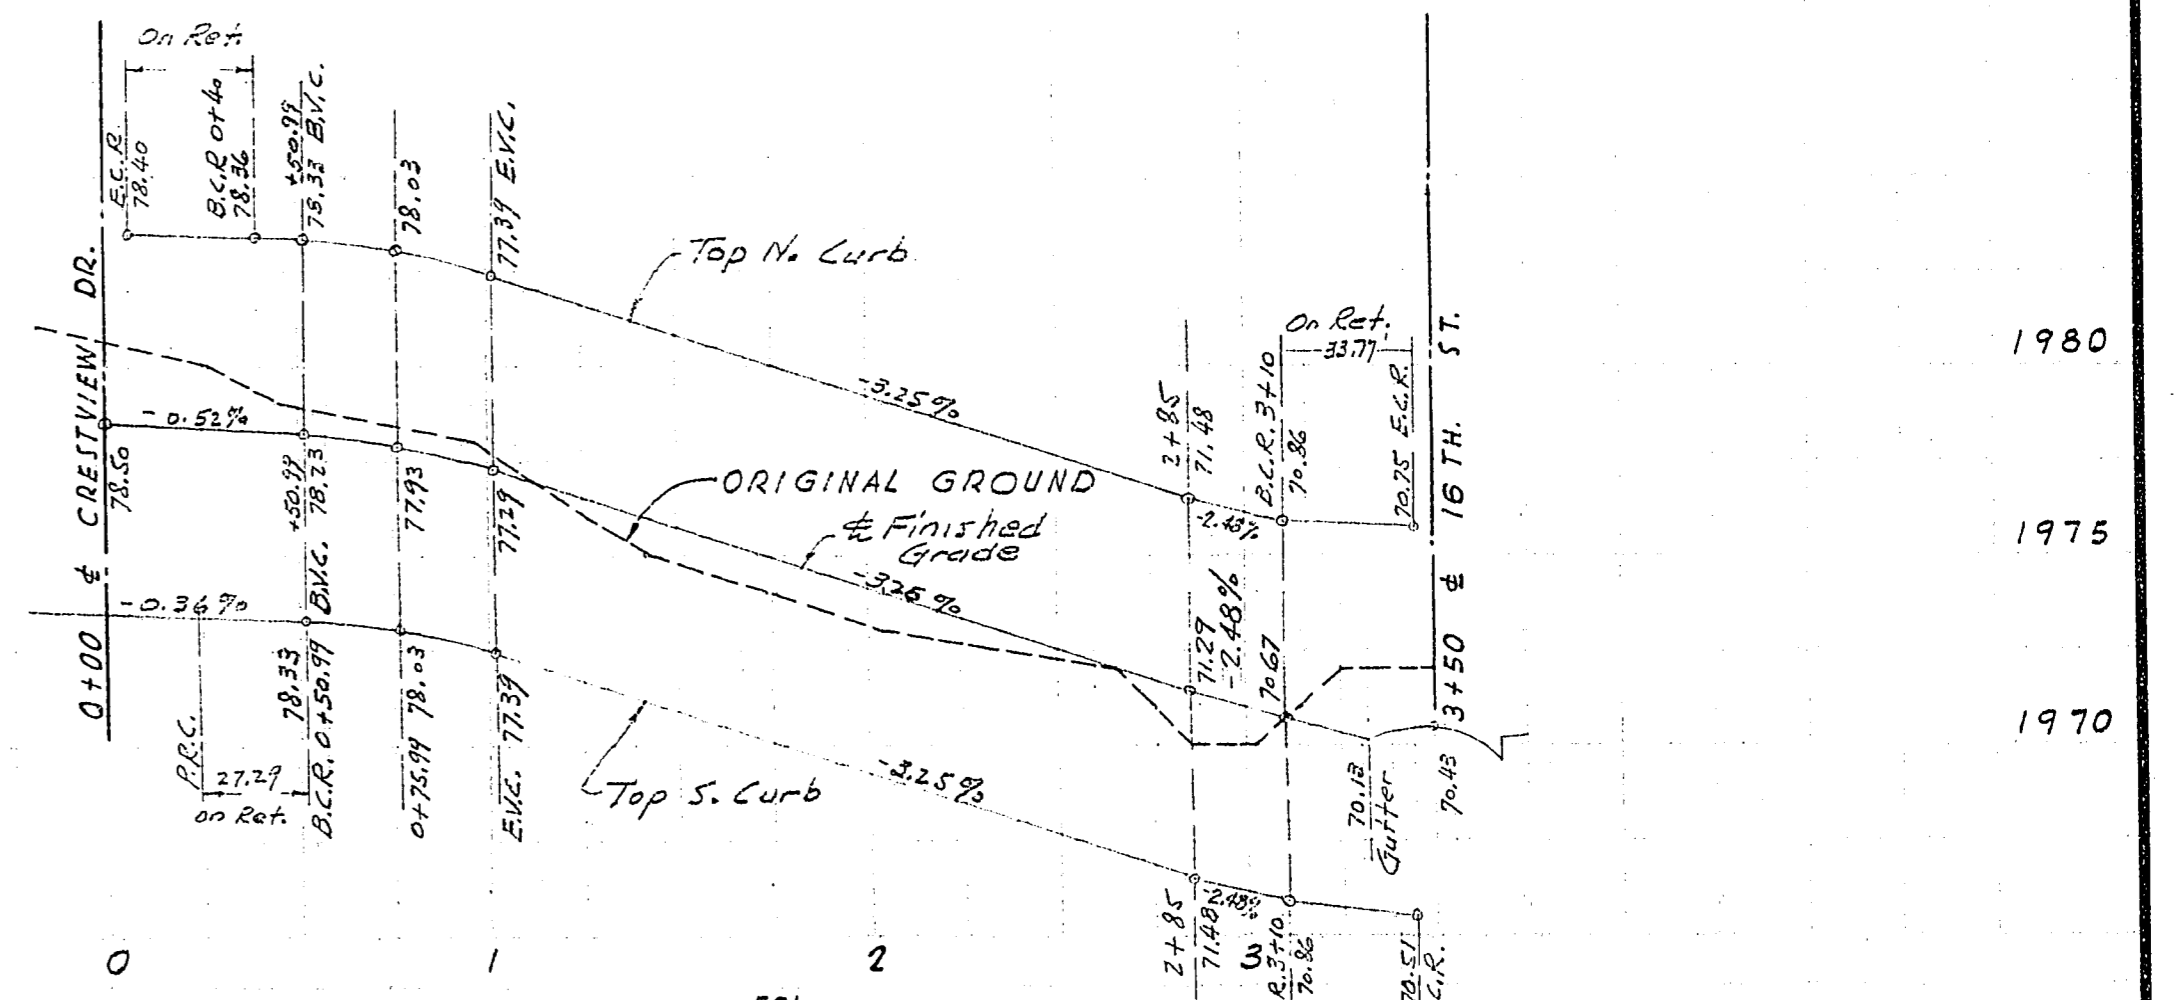 On Ret.
E.C.R.
78.40
B.C.R 0+40
78.36
+50.99
78.33 B.V.C.
78.03
77.39 E.V.C.
Top N. Curb
-3.25%
2+85
71.48
-2.48%
On Ret.
33.77
B.C.R. 3+10
70.86
70.75 E.C.R.
1980
1975
1970
0+00 ℄ CRESTVIEW DR.
78.50
-0.52%
+50.99
B.V.C. 78.23
77.93
77.29
ORIGINAL GROUND
℄ Finished
Grade
-3.25%
71.29
-2.48%
70.67
70.13
Gutter
3+50 ℄ 16 TH. ST.
70.43
-0.36%
P.R.C.
27.29
on Ret.
78.33
B.C.R. 0+50.99
0+75.99 78.03
E.V.C. 77.39
Top S. Curb
-3.25%
2+85
71.48
-2.48%
R. 3+10
70.86
70.51
C.R.
0
1
2
3